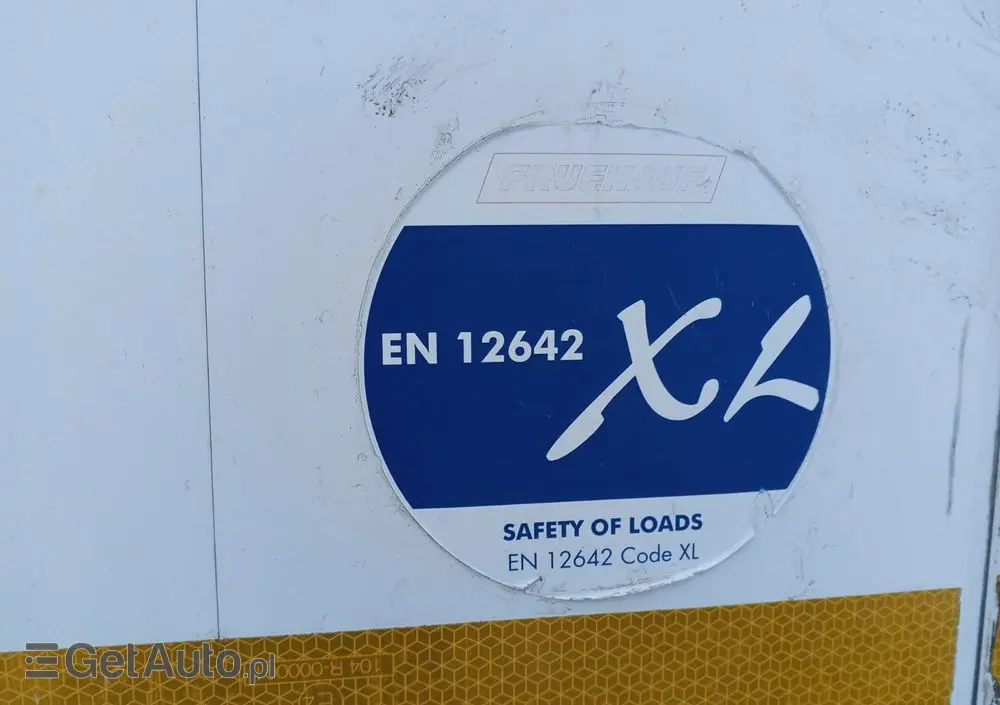 FRUEHAUF
EN 12642 XL
SAFETY OF LOADS
EN 12642 Code XL
GetAuto.pl